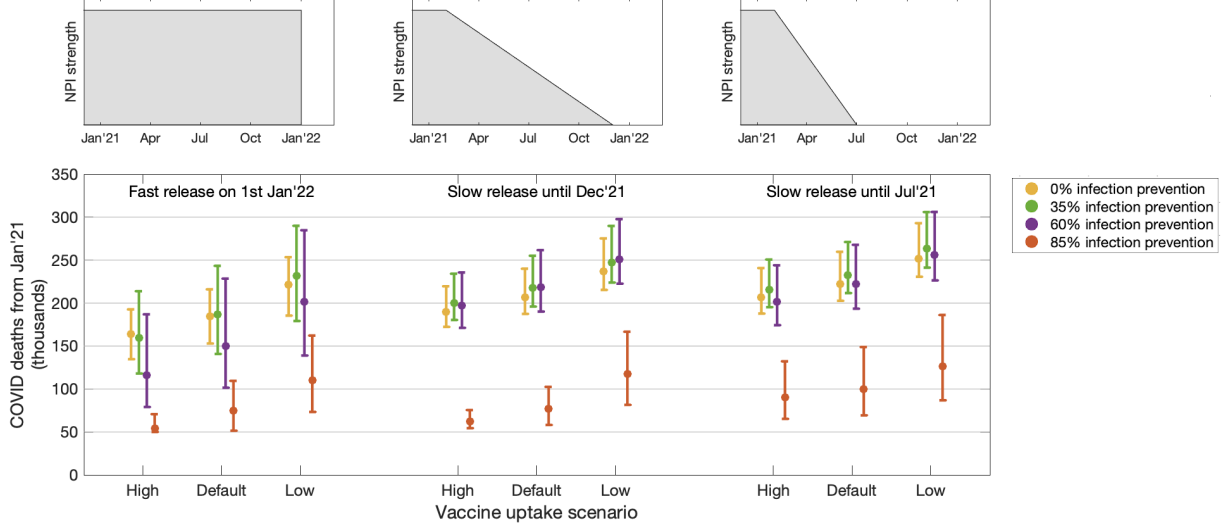 NPI strength
Jan'21 Apr Jul Oct Jan'22
NPI strength
Jan'21 Apr Jul Oct Jan'22
NPI strength
Jan'21 Apr Jul Oct Jan'22
COVID deaths from Jan'21
(thousands)
350
300
250
200
150
100
50
0
Fast release on 1st Jan'22
Slow release until Dec'21
Slow release until Jul'21
High Default Low
High Default Low
High Default Low
Vaccine uptake scenario
0% infection prevention
35% infection prevention
60% infection prevention
85% infection prevention